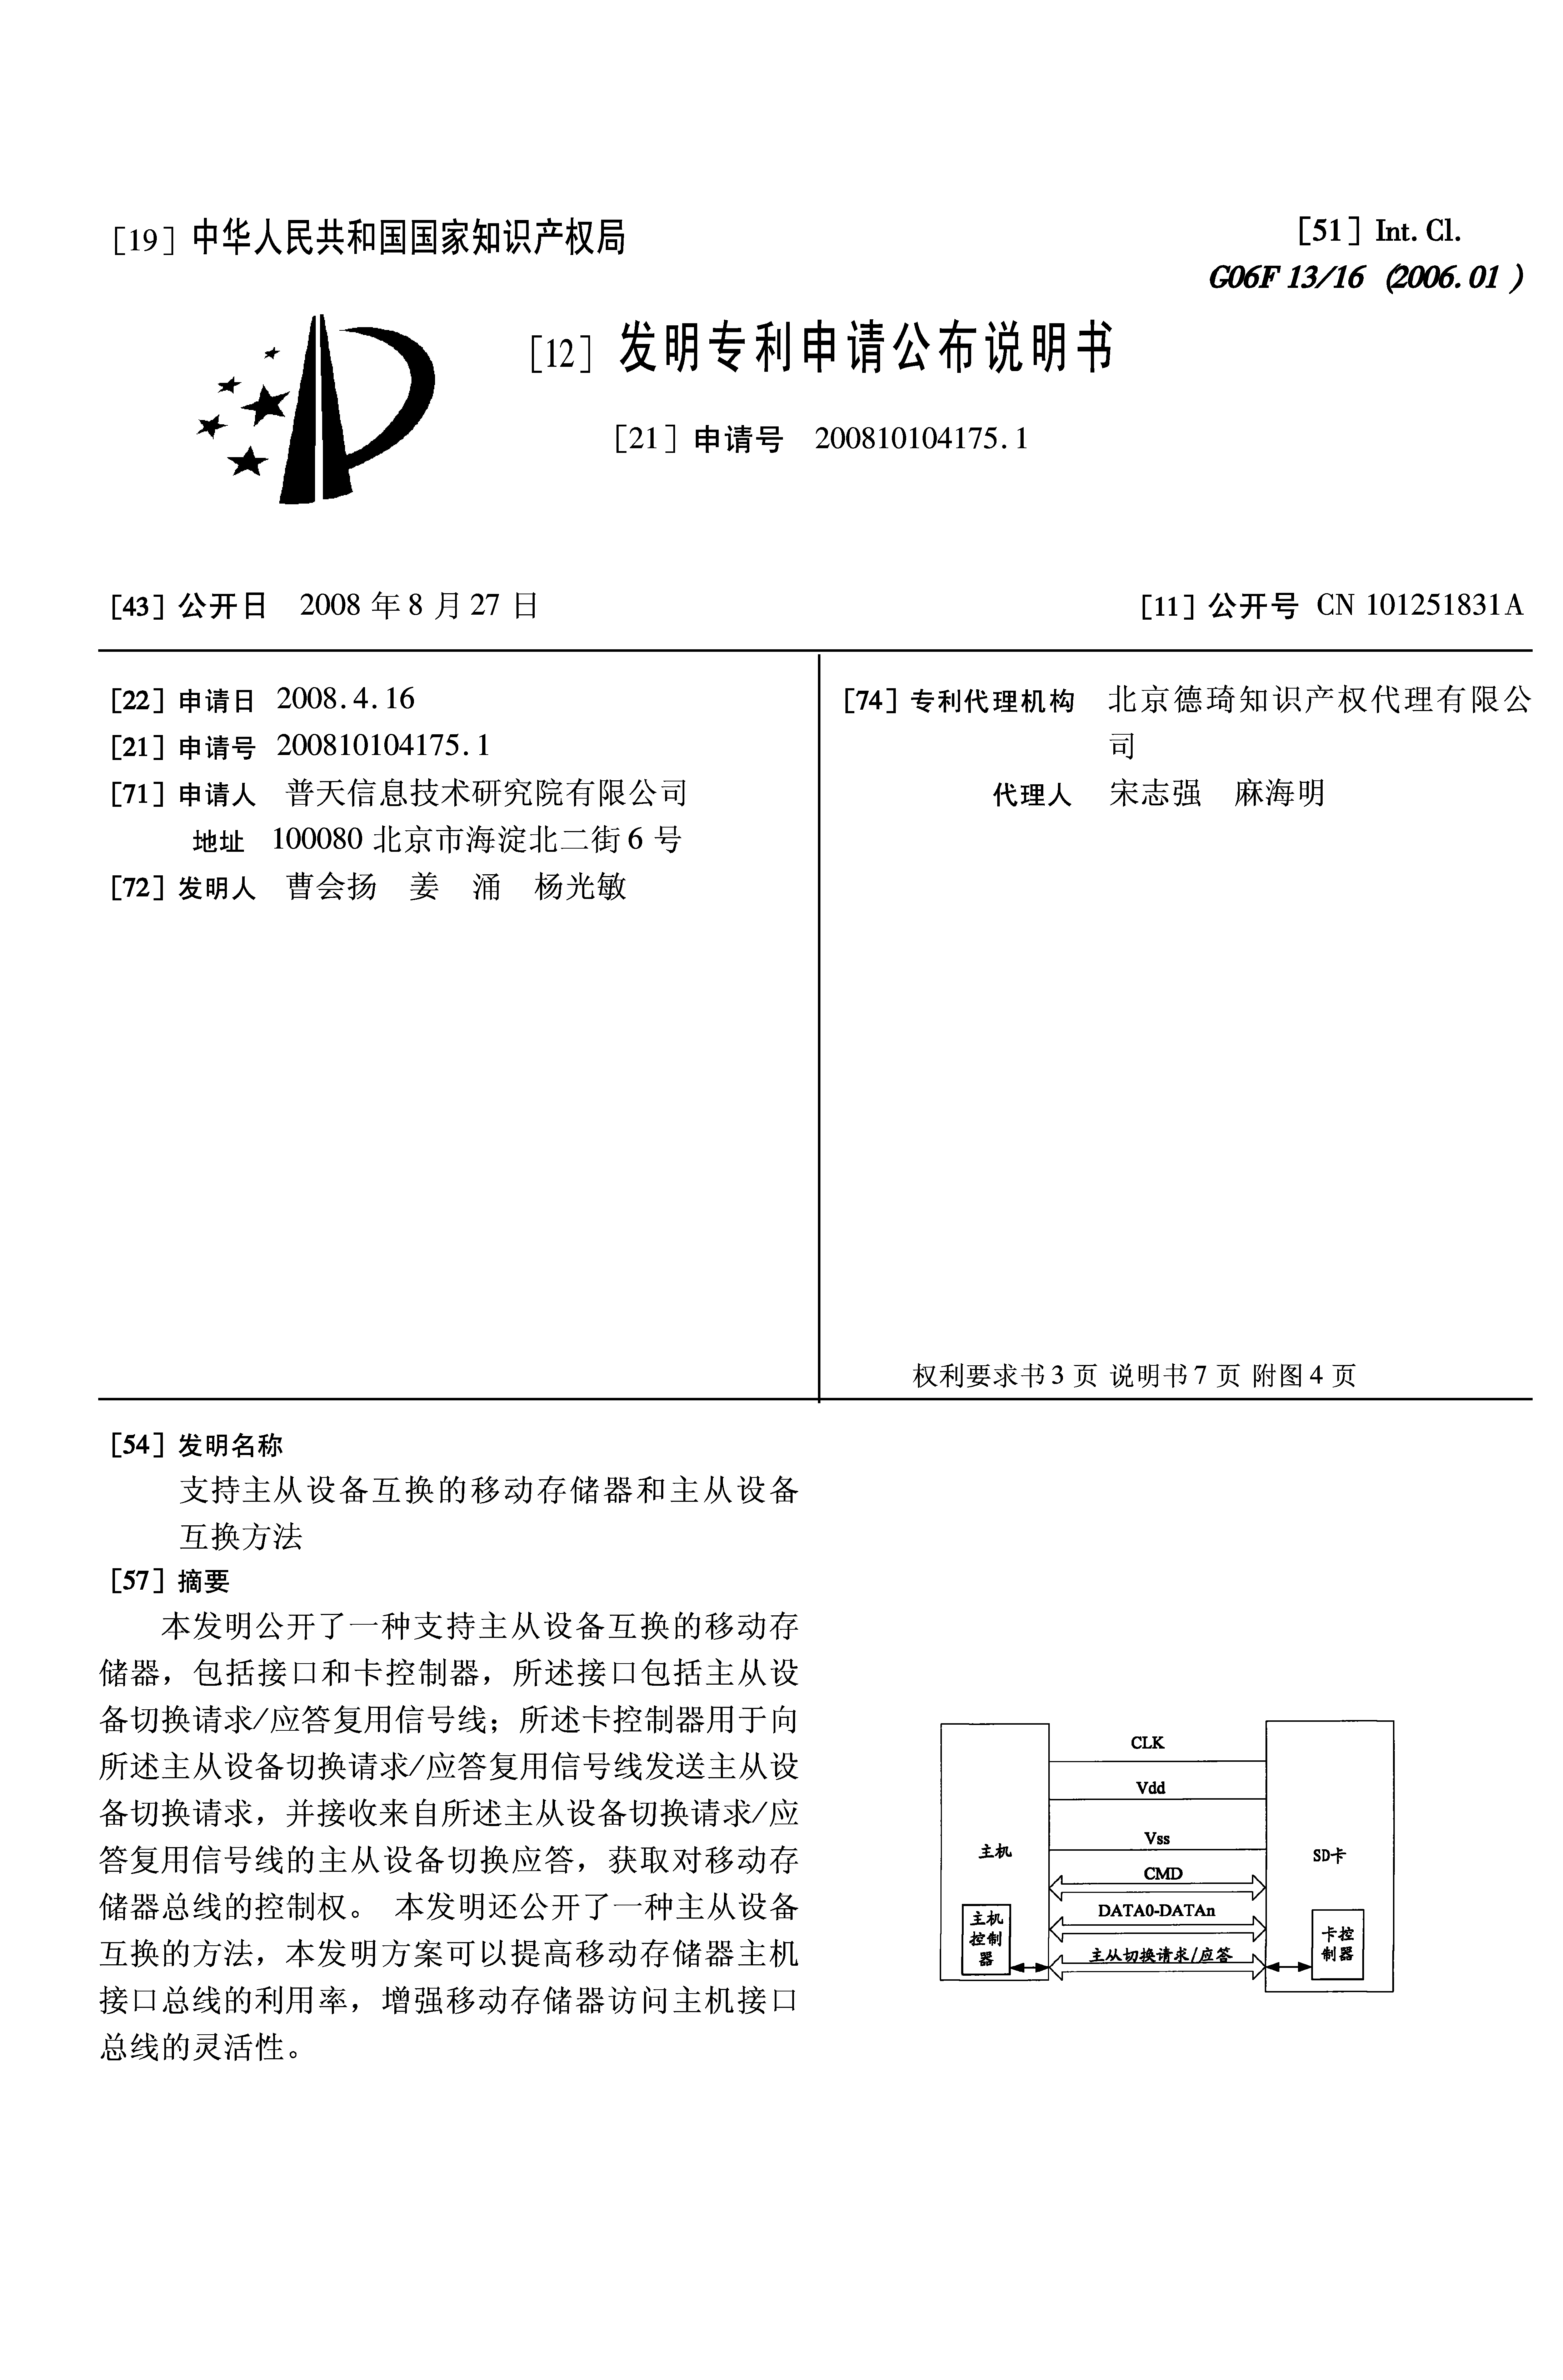 [19] 中华人民共和国国家知识产权局
[51] Int. Cl.
G06F 13/16 (2006.01)
[12] 发明专利申请公布说明书
[21] 申请号 200810104175.1
[43] 公开日 2008 年 8 月 27 日
[11] 公开号 CN 101251831A
[22] 申请日 2008.4.16
[21] 申请号 200810104175.1
[71] 申请人 普天信息技术研究院有限公司
地址 100080 北京市海淀北二街 6 号
[72] 发明人 曹会扬 姜 涌 杨光敏
[74] 专利代理机构 北京德琦知识产权代理有限公
司
代理人 宋志强 麻海明
权利要求书 3 页 说明书 7 页 附图 4 页
[54] 发明名称
支持主从设备互换的移动存储器和主从设备
互换方法
[57] 摘要
本发明公开了一种支持主从设备互换的移动存
储器，包括接口和卡控制器，所述接口包括主从设
备切换请求/应答复用信号线；所述卡控制器用于向
所述主从设备切换请求/应答复用信号线发送主从设
备切换请求，并接收来自所述主从设备切换请求/应
答复用信号线的主从设备切换应答，获取对移动存
储器总线的控制权。 本发明还公开了一种主从设备
互换的方法，本发明方案可以提高移动存储器主机
接口总线的利用率，增强移动存储器访问主机接口
总线的灵活性。
CLK
Vdd
Vss
CMD
DATA0-DATAn
主从切换请求/应答
主机
主机
控制
器
SD卡
卡控
制器